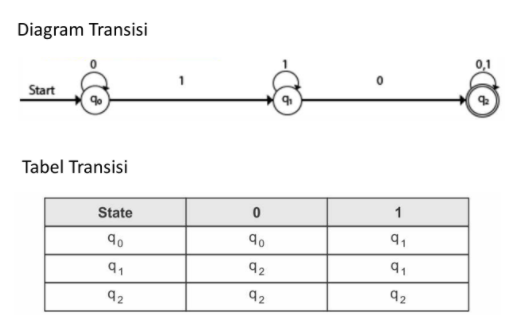 Diagram Transisi
0 1 0,1
1 0
Start
q₀ q₁ q₂
Tabel Transisi
State 0 1
q₀ q₀ q₁
q₁ q₂ q₁
q₂ q₂ q₂